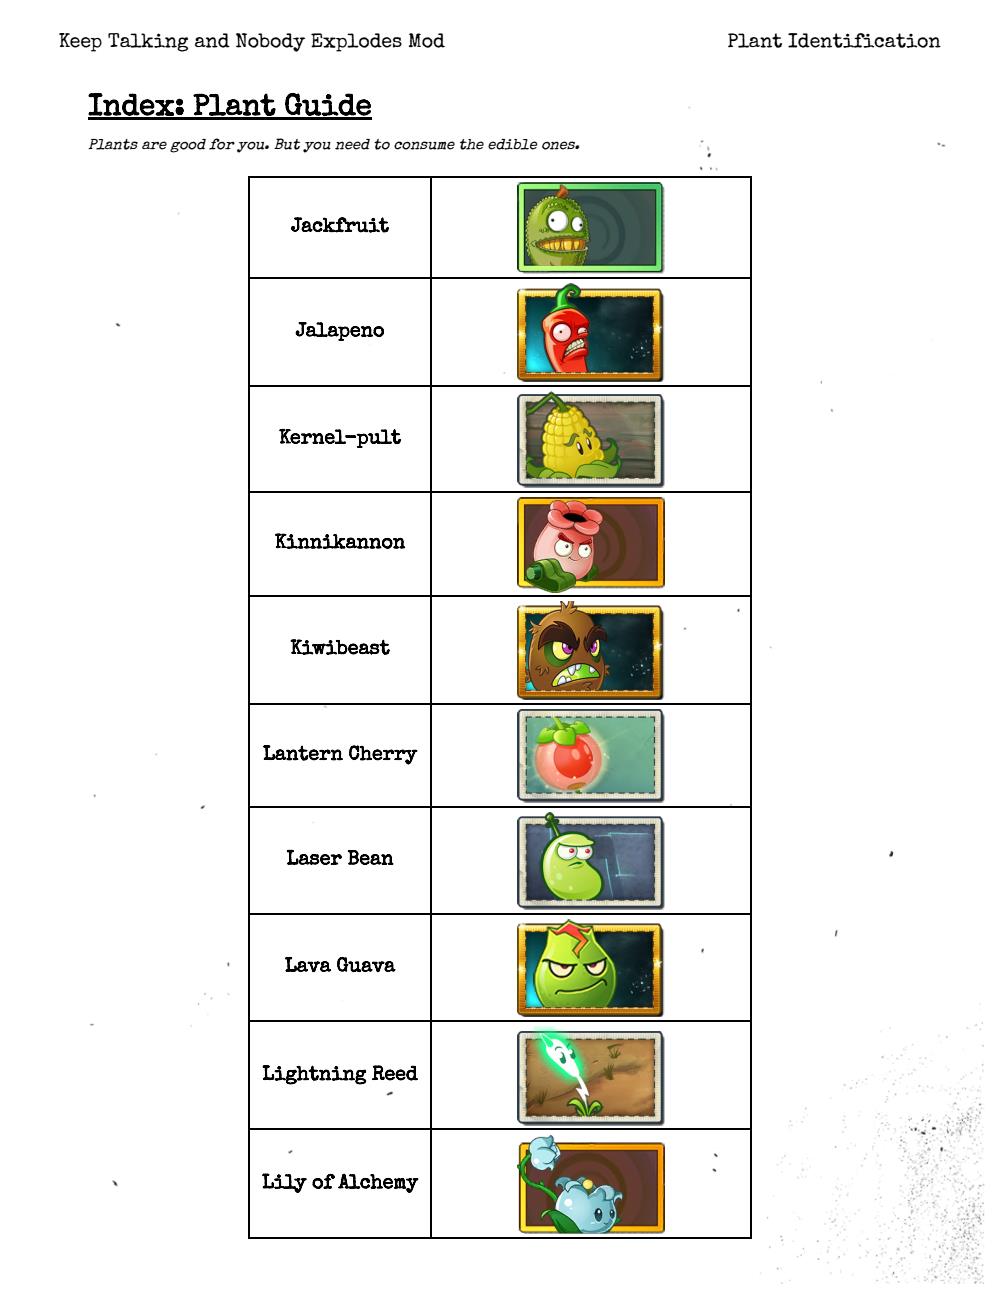 Keep Talking and Nobody Explodes Mod
Plant Identification
Index: Plant Guide
Plants are good for you. But you need to consume the edible ones.
Jackfruit
Jalapeno
Kernel-pult
Kinnikannon
Kiwibeast
Lantern Cherry
Laser Bean
Lava Guava
Lightning Reed
Lily of Alchemy